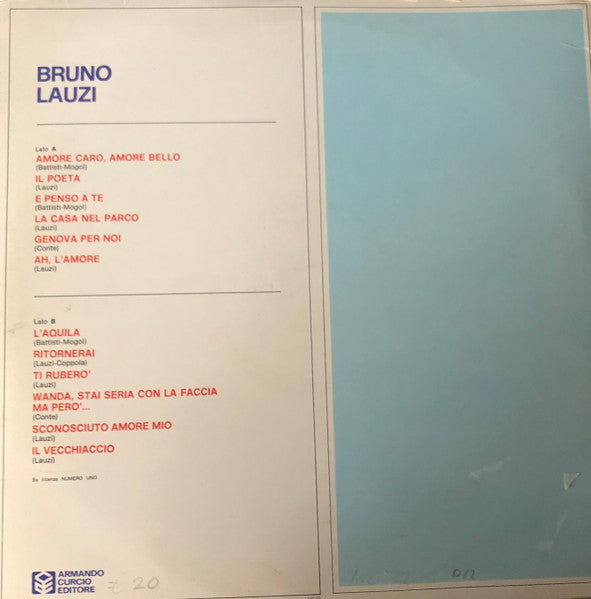 BRUNO
LAUZI
Lato A
AMORE CARO, AMORE BELLO
(Battisti-Mogol)
IL POETA
(Lauzi)
E PENSO A TE
(Battisti-Mogol)
LA CASA NEL PARCO
(Lauzi)
GENOVA PER NOI
(Conte)
AH, L'AMORE
(Lauzi)
Lato B
L'AQUILA
(Battisti-Mogol)
RITORNERAI
(Lauzi-Coppola)
TI RUBERO'
(Lauzi)
WANDA, STAI SERIA CON LA FACCIA
MA PERO'...
(Conte)
SCONOSCIUTO AMORE MIO
(Lauzi)
IL VECCHIACCIO
(Lauzi)
Su licenza NUMERO UNO
ARMANDO
CURCIO
EDITORE
20